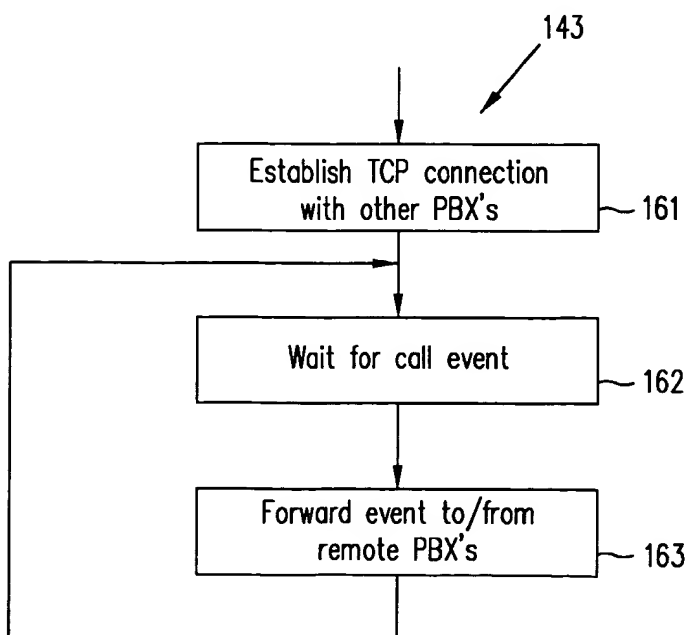 143
Establish TCP connection
with other PBX's
161
Wait for call event
162
Forward event to/from
remote PBX's
163